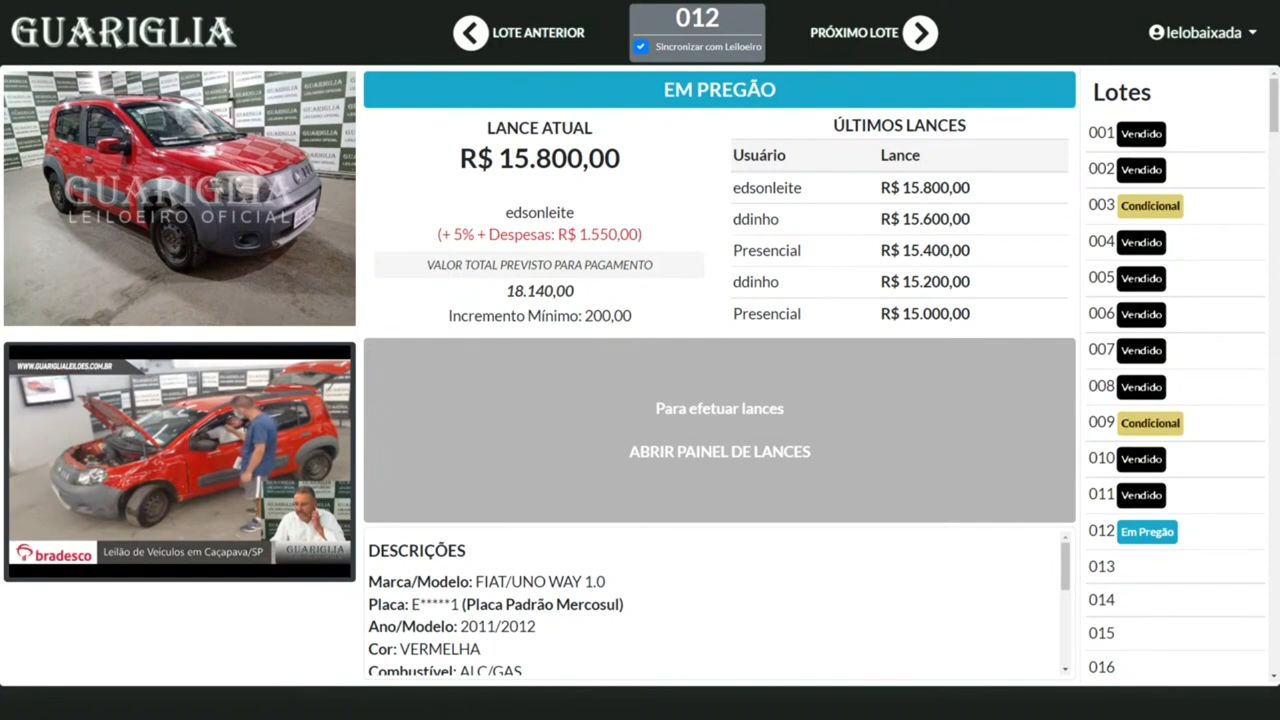 GUARIGLIA
LOTE ANTERIOR
012
Sincronizar com Leiloeiro
PRÓXIMO LOTE
lelobaixada
GUARIGLIA
LEILOEIRO OFICIAL
EM PREGÃO
LANCE ATUAL
R$ 15.800,00
edsonleite
(+ 5% + Despesas: R$ 1.550,00)
VALOR TOTAL PREVISTO PARA PAGAMENTO
18.140,00
Incremento Mínimo: 200,00
ÚLTIMOS LANCES
Usuário Lance
edsonleite R$ 15.800,00
ddinho R$ 15.600,00
Presencial R$ 15.400,00
ddinho R$ 15.200,00
Presencial R$ 15.000,00
WWW.GUARIGLIALEILOES.COM.BR
bradesco
Leilão de Veículos em Caçapava/SP
GUARIGLIA
Para efetuar lances
ABRIR PAINEL DE LANCES
DESCRIÇÕES
Marca/Modelo: FIAT/UNO WAY 1.0
Placa: E*****1 (Placa Padrão Mercosul)
Ano/Modelo: 2011/2012
Cor: VERMELHA
Combustível: ALC/GAS
Lotes
001 Vendido
002 Vendido
003 Condicional
004 Vendido
005 Vendido
006 Vendido
007 Vendido
008 Vendido
009 Condicional
010 Vendido
011 Vendido
012 Em Pregão
013
014
015
016